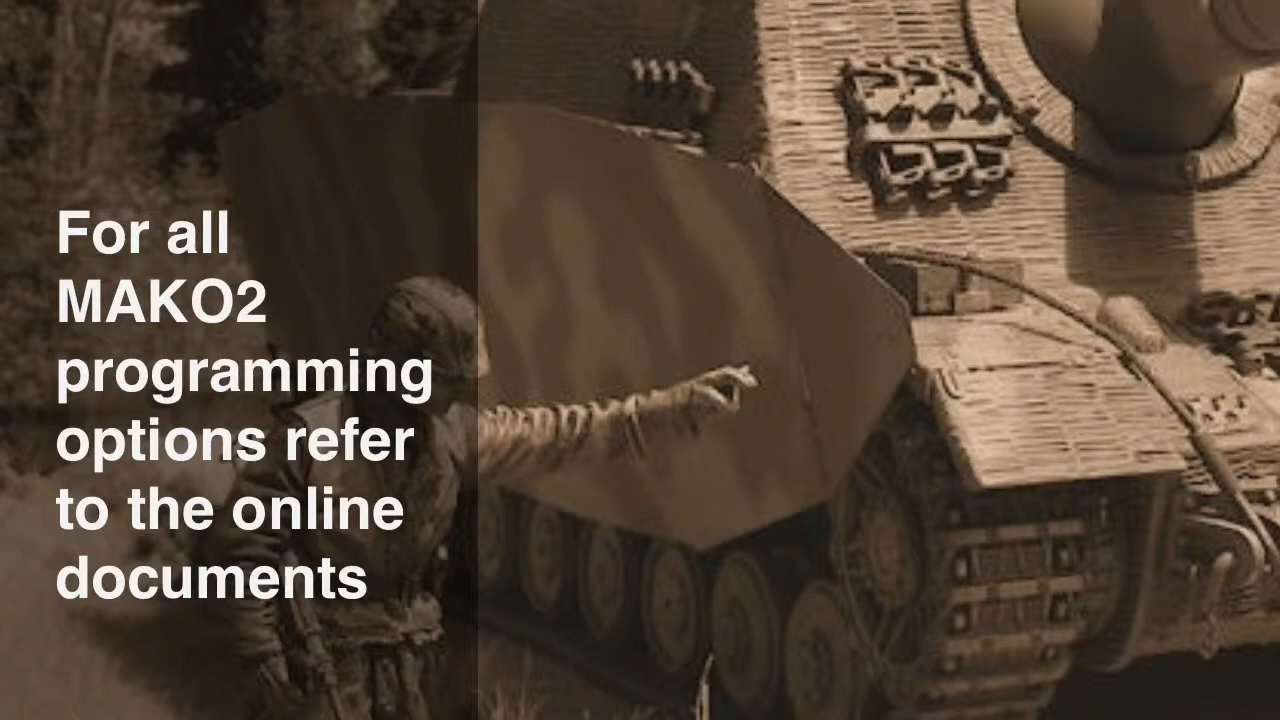 For all
MAKO2
programming
options refer
to the online
documents